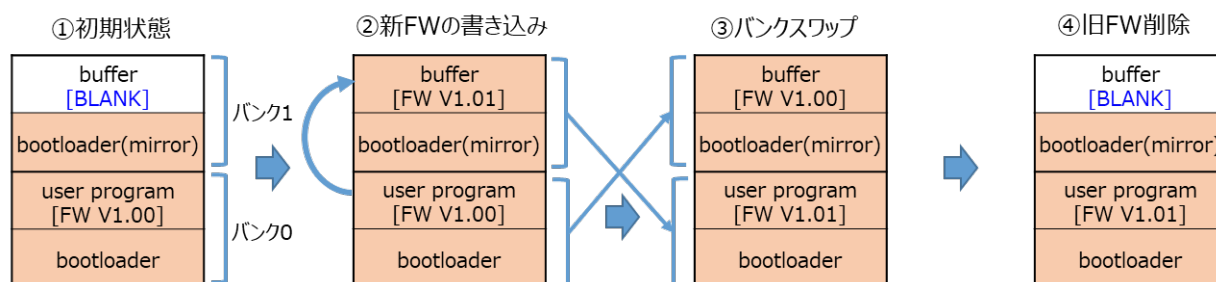 ①初期状態
buffer
[BLANK]
bootloader(mirror)
user program
[FW V1.00]
bootloader
バンク1
バンク0
②新FWの書き込み
buffer
[FW V1.01]
bootloader(mirror)
user program
[FW V1.00]
bootloader
③バンクスワップ
buffer
[FW V1.00]
bootloader(mirror)
user program
[FW V1.01]
bootloader
④旧FW削除
buffer
[BLANK]
bootloader(mirror)
user program
[FW V1.01]
bootloader